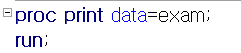 proc print data=exam;
run;